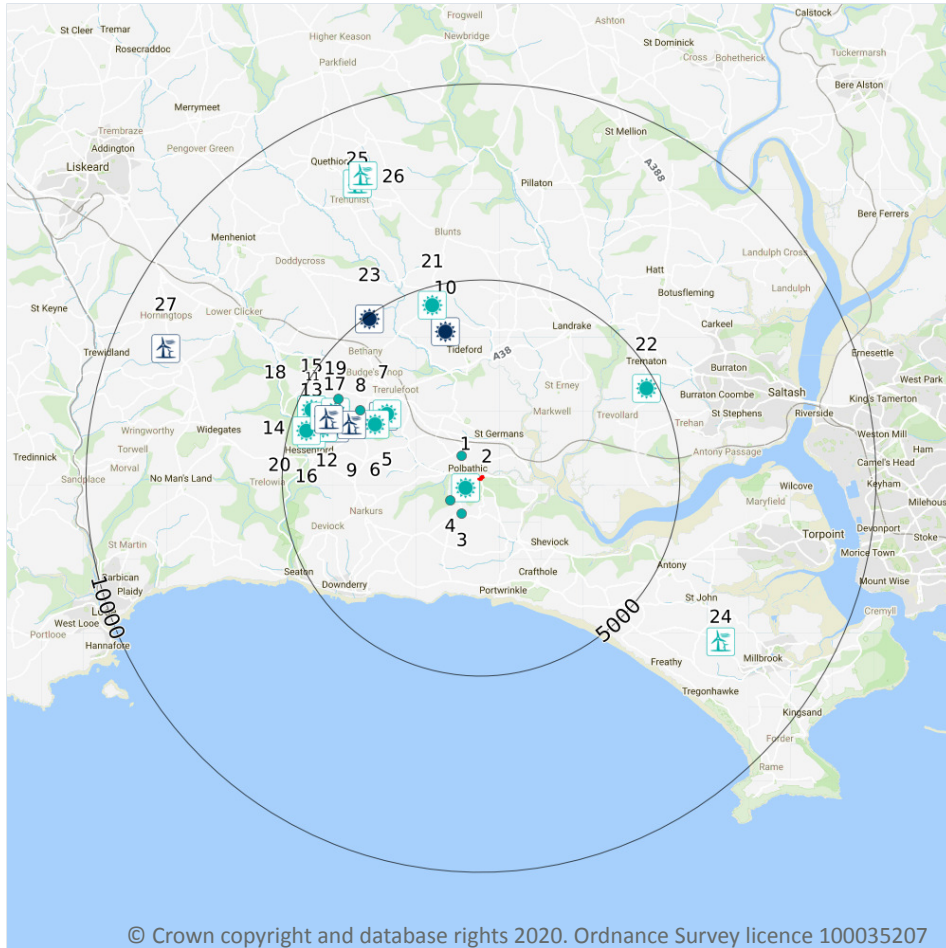 St Cleer
Tremar
Rosecraddoc
Frogwell
Newbridge
Higher Keason
Parkfield
Ashton
Calstock
St Dominick
Cross
Bohetherick
Tuckermarsh
Bere Alston
Merrymeet
Trembraze
Addington
Pengover Green
Liskeard
St Mellion
A388
25
26
Trehunist
Pillaton
Bere Ferrers
Menheniot
Blunts
Doddycross
Landulph Cross
Hatt
Landulph
Botusfleming
23
21
10
27
St Keyne
Horningtops
Lower Clicker
Trewidland
Landrake
Carkeel
Bethany
Tideford
A38
22
Trematon
Ernesettle
18
15
19
11
Budge's
7
13
17
8
Trerulefoot
St Erney
Burraton
West Park
Burraton Coombe
Saltash
King's Tamerton
Markwell
Trevollard
St Stephens
Riverside
14
Wringworthy
Widegates
St Germans
Trehan
Weston Mill
Tredinnick
Torpoint
Morval
Hessenford
1
Antony Passage
Camel's Head
20
12
16
9
6
5
Polbathic
2
Sandplace
No Man's Land
Trelowia
Wilcove
Keyham
Milehouse
Maryfield
Narkurs
4
3
Devonport
Deviock
Sheviock
Torpoint
Stoke
St Martin
Morice Town
Seaton
Crafthole
Antony
Downderry
Portwrinkle
Mount Wise
10000
Barbican
Plaidy
St John
Cremyll
5000
West Looe
Portlooe
Hannafore
24
Millbrook
Freathy
Tregonhawke
Kingsand
Forder
Rame
© Crown copyright and database rights 2020. Ordnance Survey licence 100035207